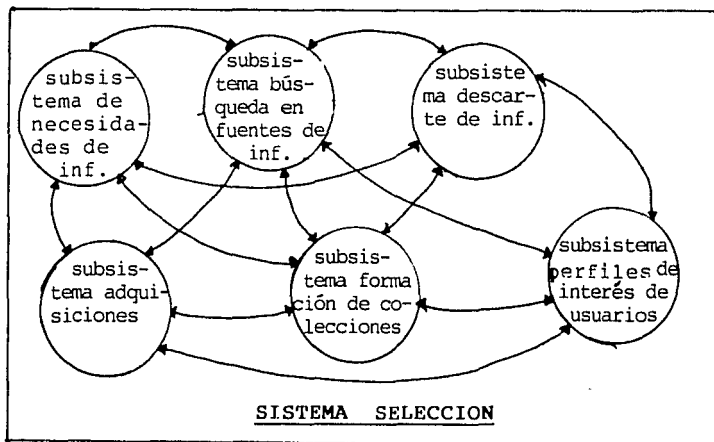 subsis-
tema de
necesida-
des de
inf.
subsis-
tema bús-
queda en
fuentes de
inf.
subsiste
ma descar-
te de inf.
subsis-
tema adqui-
siciones
subsis-
tema forma
ción de co-
lecciones
subsistema
perfiles de
interés de
usuarios
SISTEMA SELECCION